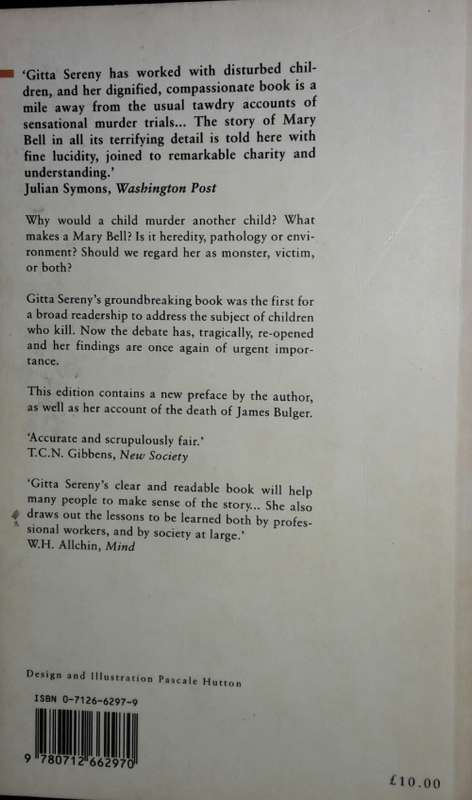 ‘Gitta Sereny has worked with disturbed chil-
dren, and her dignified, compassionate book is a
mile away from the usual tawdry accounts of
sensational murder trials... The story of Mary
Bell in all its terrifying detail is told here with
fine lucidity, joined to remarkable charity and
understanding.’
Julian Symons, Washington Post
Why would a child murder another child? What
makes a Mary Bell? Is it heredity, pathology or envi-
ronment? Should we regard her as monster, victim,
or both?
Gitta Sereny’s groundbreaking book was the first for
a broad readership to address the subject of children
who kill. Now the debate has, tragically, re-opened
and her findings are once again of urgent impor-
tance.
This edition contains a new preface by the author,
as well as her account of the death of James Bulger.
‘Accurate and scrupulously fair.’
T.C.N. Gibbens, New Society
‘Gitta Sereny’s clear and readable book will help
many people to make sense of the story... She also
draws out the lessons to be learned both by profes-
sional workers, and by society at large.’
W.H. Allchin, Mind
Design and Illustration Pascale Hutton
ISBN 0-7126-6297-9
9 780712 662970
£10.00